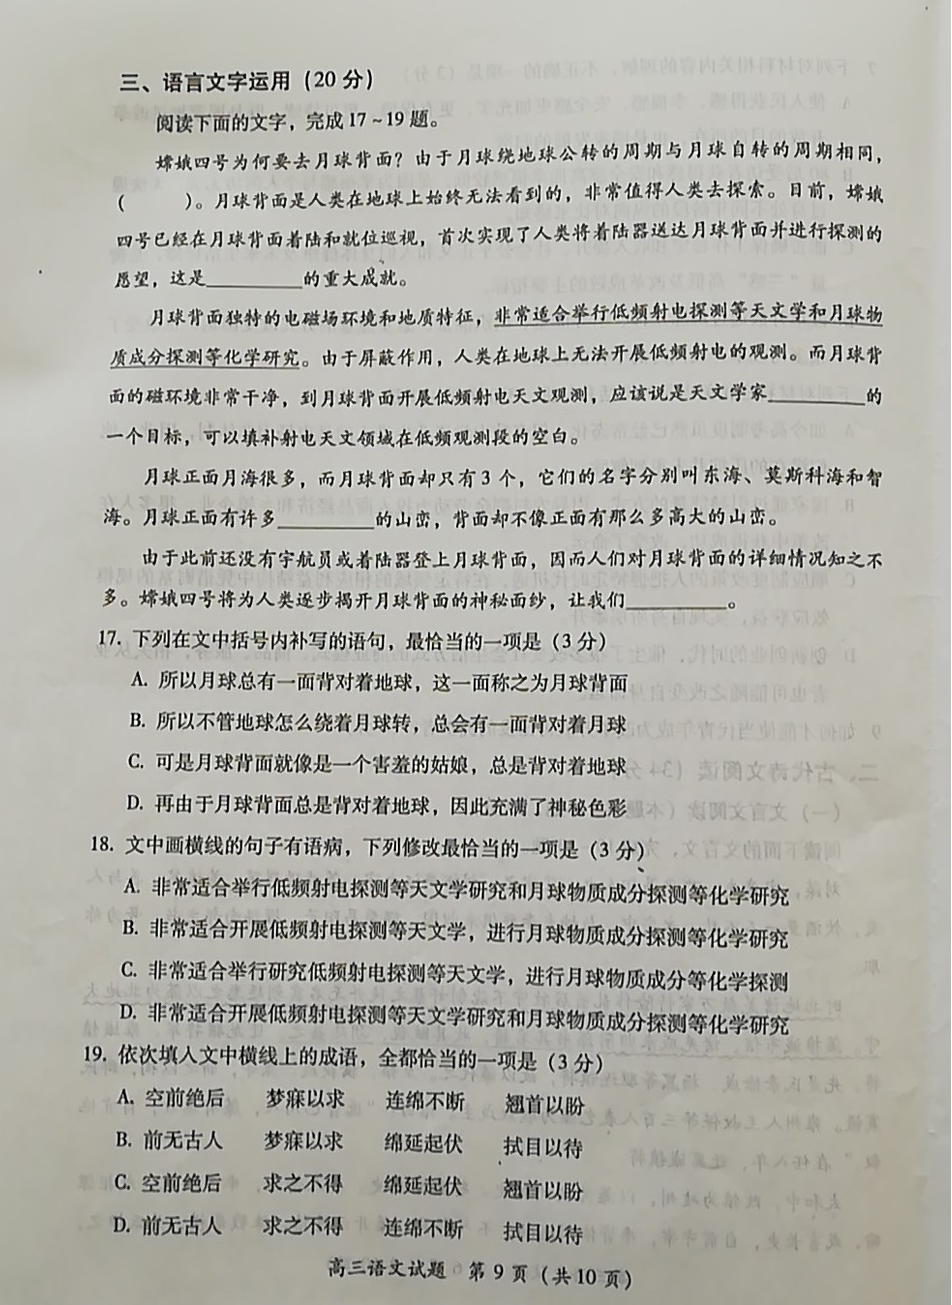 三、语言文字运用(20分)
阅读下面的文字，完成17~19题。
嫦娥四号为何要去月球背面？由于月球绕地球公转的周期与月球自转的周期相同，
(　　)。月球背面是人类在地球上始终无法看到的，非常值得人类去探索。目前，嫦娥
四号已经在月球背面着陆和就位巡视，首次实现了人类将着陆器送达月球背面并进行探测的
愿望，这是________的重大成就。
月球背面独特的电磁场环境和地质特征，非常适合举行低频射电探测等天文学和月球物
质成分探测等化学研究。由于屏蔽作用，人类在地球上无法开展低频射电的观测。而月球背
面的磁环境非常干净，到月球背面开展低频射电天文观测，应该说是天文学家________的
一个目标，可以填补射电天文领域在低频观测段的空白。
月球正面月海很多，而月球背面却只有3个，它们的名字分别叫东海、莫斯科海和智
海。月球正面有许多________的山峦，背面却不像正面有那么多高大的山峦。
由于此前还没有宇航员或着陆器登上月球背面，因而人们对月球背面的详细情况知之不
多。嫦娥四号将为人类逐步揭开月球背面的神秘面纱，让我们________。
17. 下列在文中括号内补写的语句，最恰当的一项是(3分)
A. 所以月球总有一面背对着地球，这一面称之为月球背面
B. 所以不管地球怎么绕着月球转，总会有一面背对着月球
C. 可是月球背面就像是一个害羞的姑娘，总是背对着地球
D. 再由于月球背面总是背对着地球，因此充满了神秘色彩
18. 文中画横线的句子有语病，下列修改最恰当的一项是(3分)
A. 非常适合举行低频射电探测等天文学研究和月球物质成分探测等化学研究
B. 非常适合开展低频射电探测等天文学，进行月球物质成分探测等化学研究
C. 非常适合举行研究低频射电探测等天文学，进行月球物质成分等化学探测
D. 非常适合开展低频射电探测等天文学研究和月球物质成分探测等化学研究
19. 依次填入文中横线上的成语，全都恰当的一项是(3分)
A. 空前绝后　梦寐以求　连绵不断　翘首以盼
B. 前无古人　梦寐以求　绵延起伏　拭目以待
C. 空前绝后　求之不得　绵延起伏　翘首以盼
D. 前无古人　求之不得　连绵不断　拭目以待
高三语文试题　第9页(共10页)